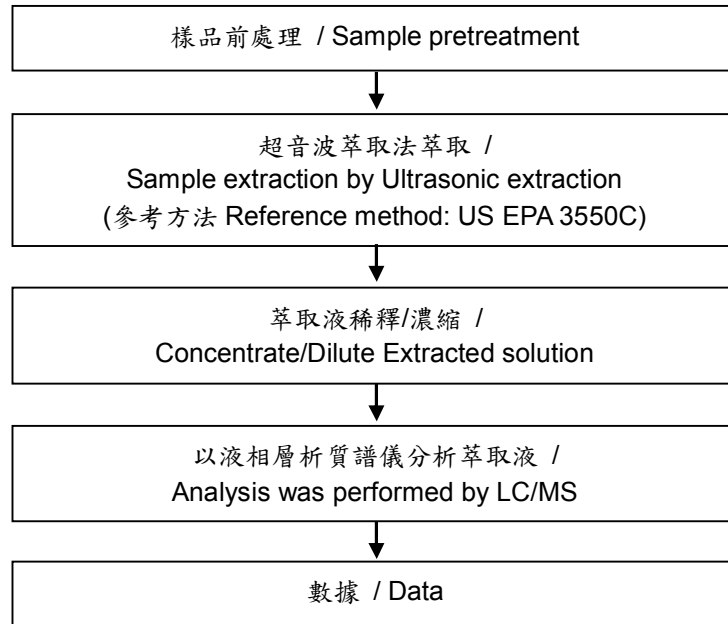 樣品前處理 / Sample pretreatment
超音波萃取法萃取 /
Sample extraction by Ultrasonic extraction
(參考方法 Reference method: US EPA 3550C)
萃取液稀釋/濃縮 /
Concentrate/Dilute Extracted solution
以液相層析質譜儀分析萃取液 /
Analysis was performed by LC/MS
數據 / Data